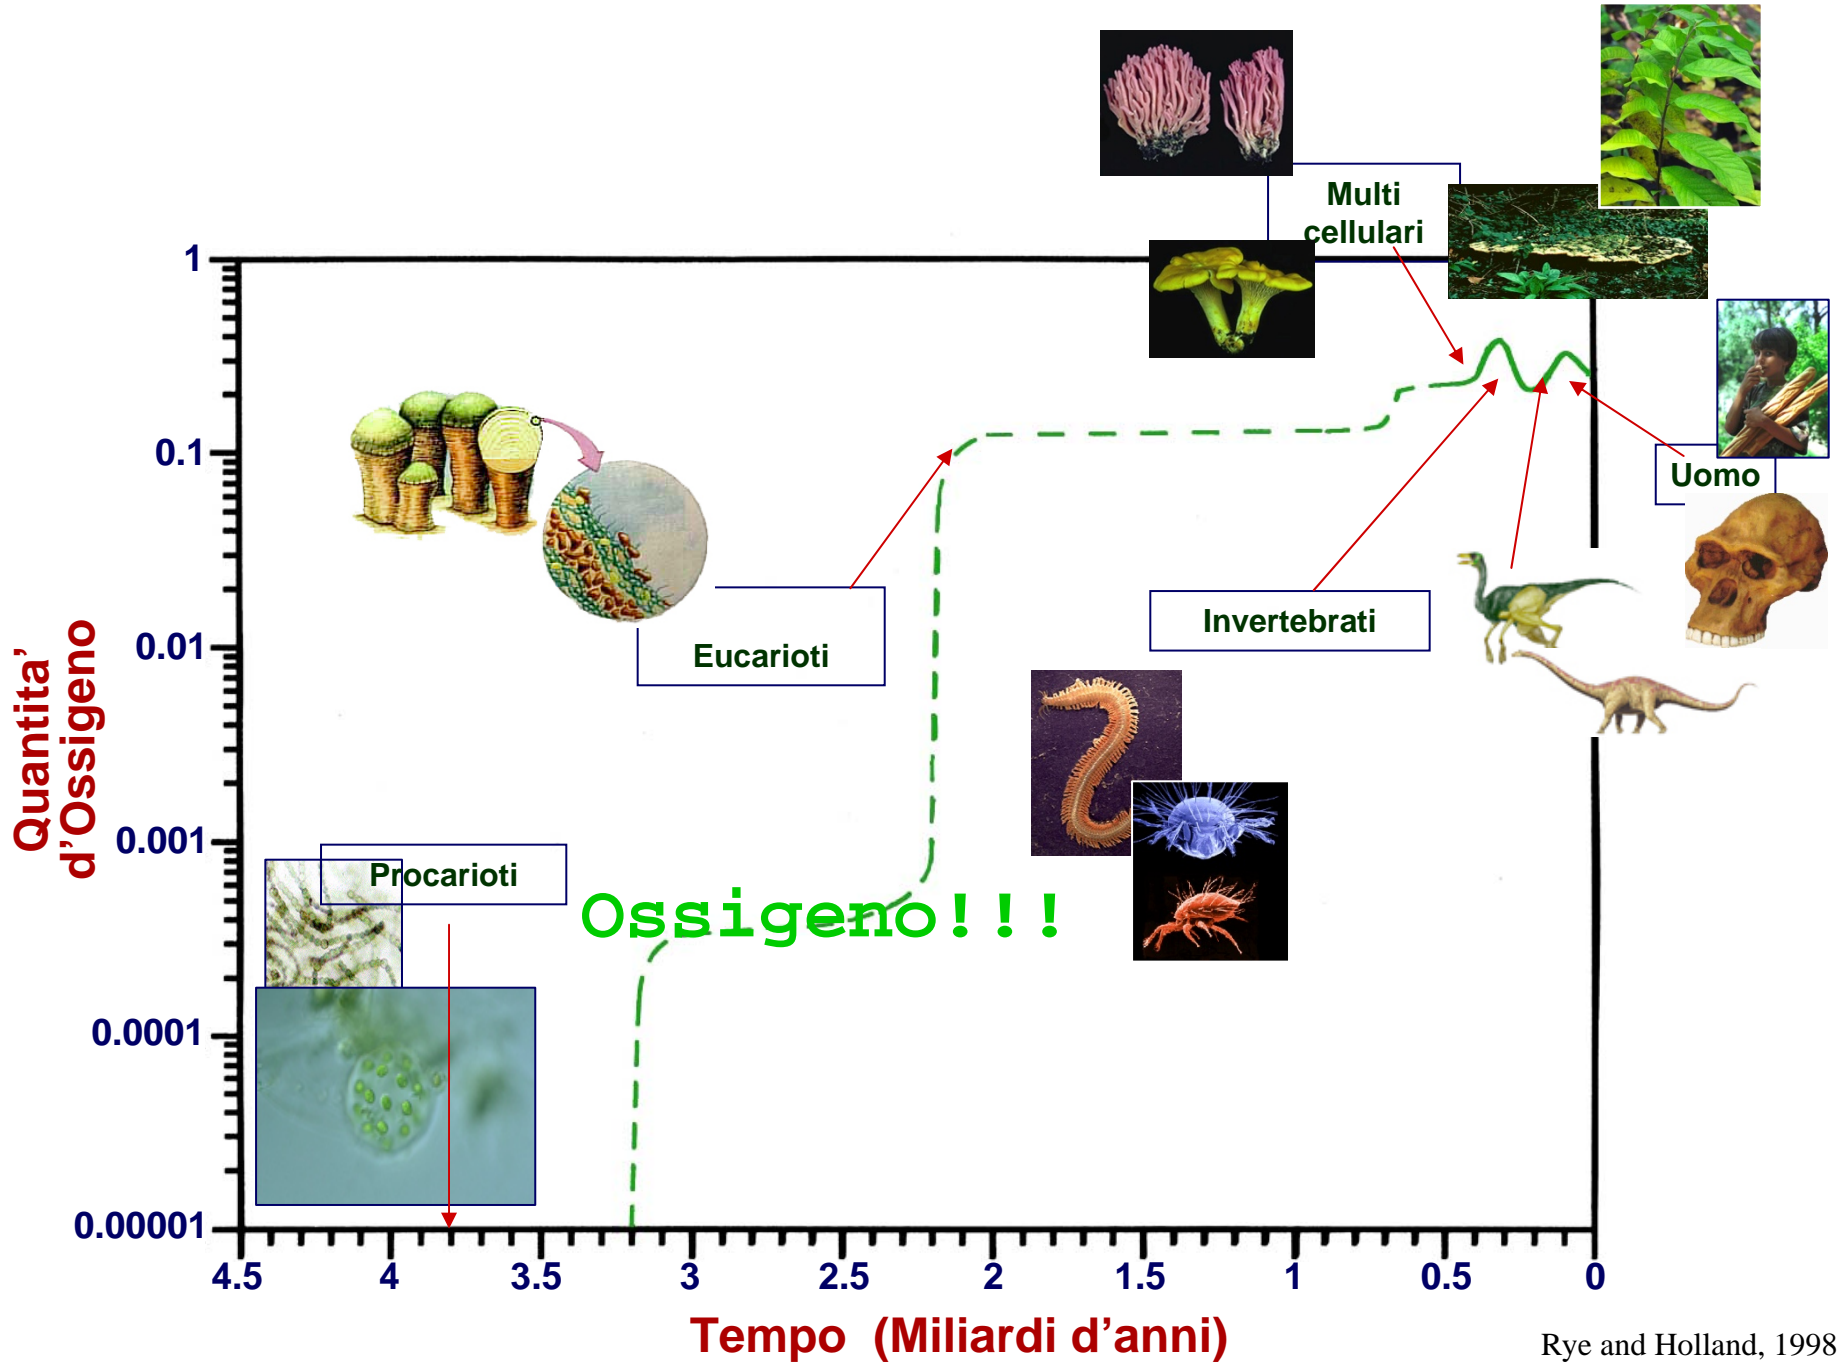 Multi
cellulari
1
0.1
Uomo
Quantita’
d’Ossigeno
0.01
Eucarioti
Invertebrati
0.001
Procarioti
Ossigeno!!!
0.0001
0.00001
4.5 4 3.5 3 2.5 2 1.5 1 0.5 0
Tempo (Miliardi d’anni)
Rye and Holland, 1998